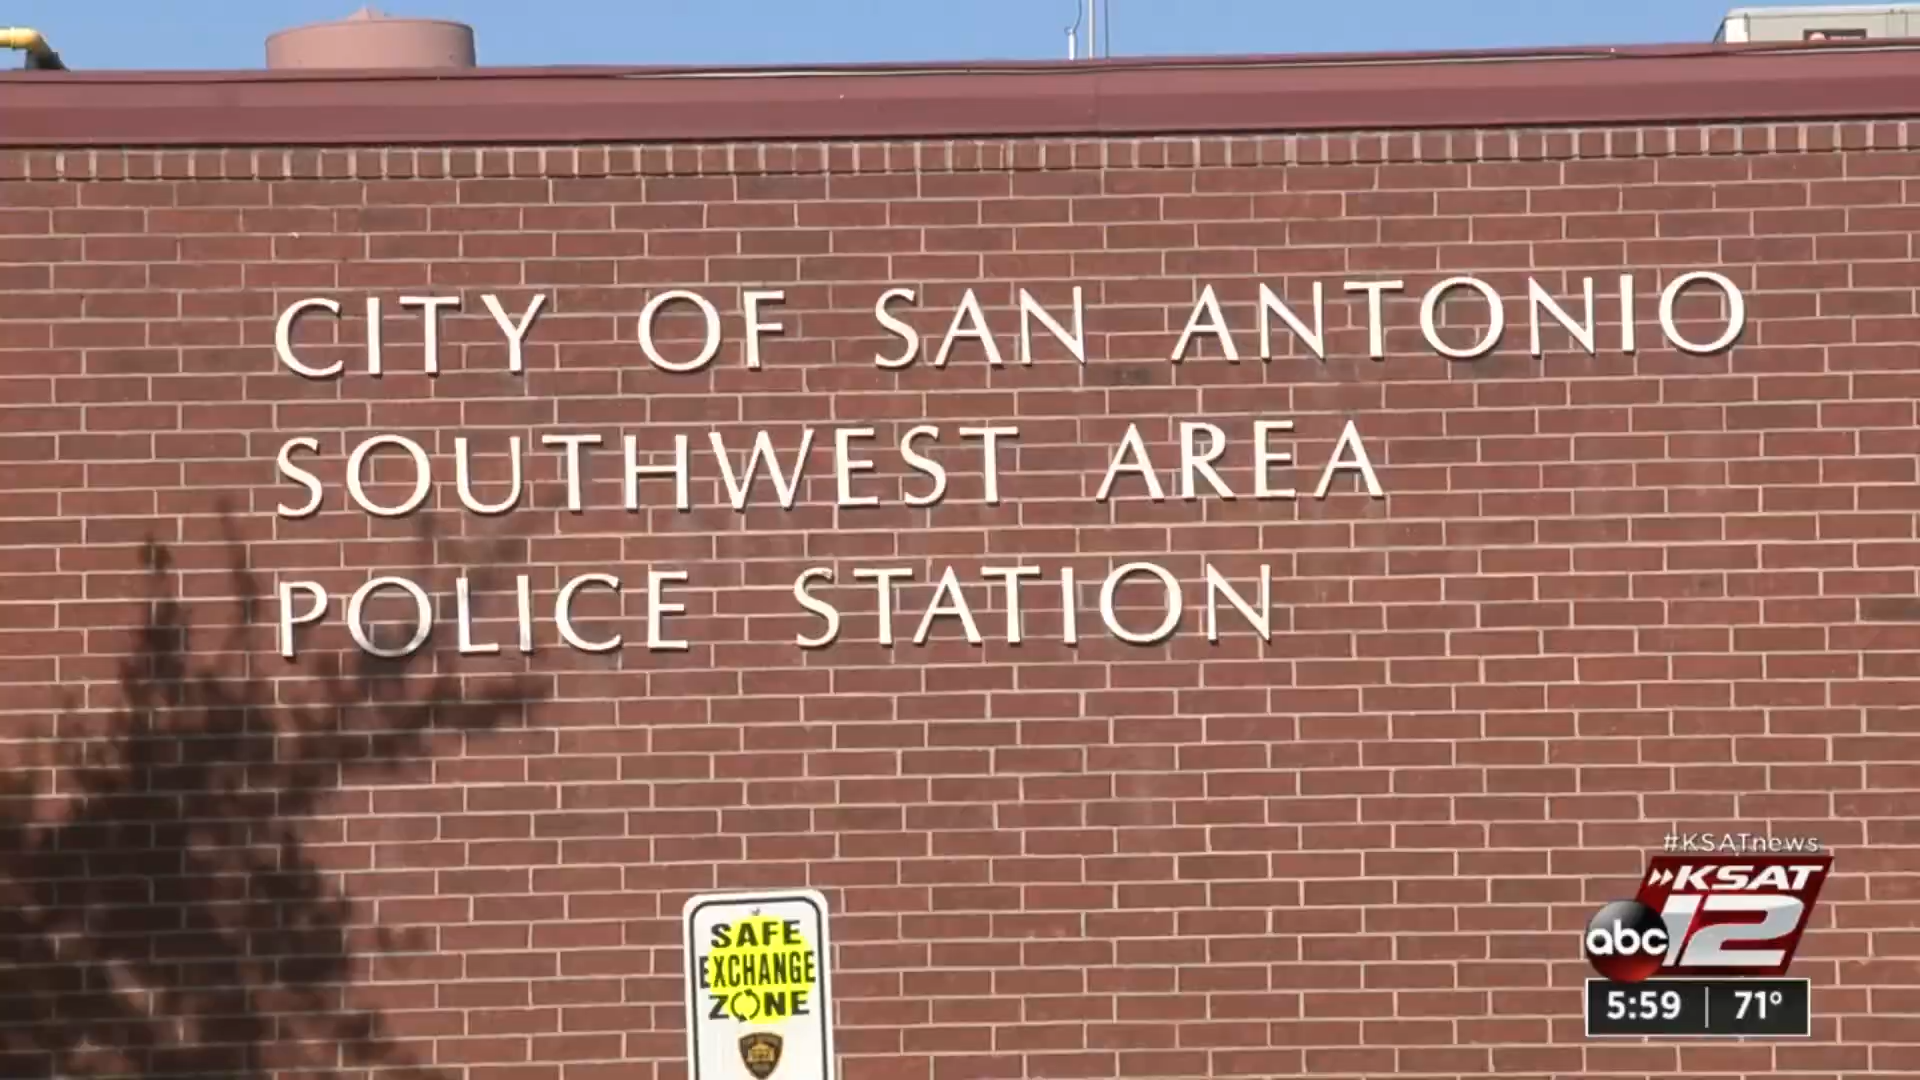 CITY OF SAN ANTONIO
SOUTHWEST AREA
POLICE STATION
SAFE
EXCHANGE
ZONE
#KSATnews
KSAT
abc 12
5:59 71°